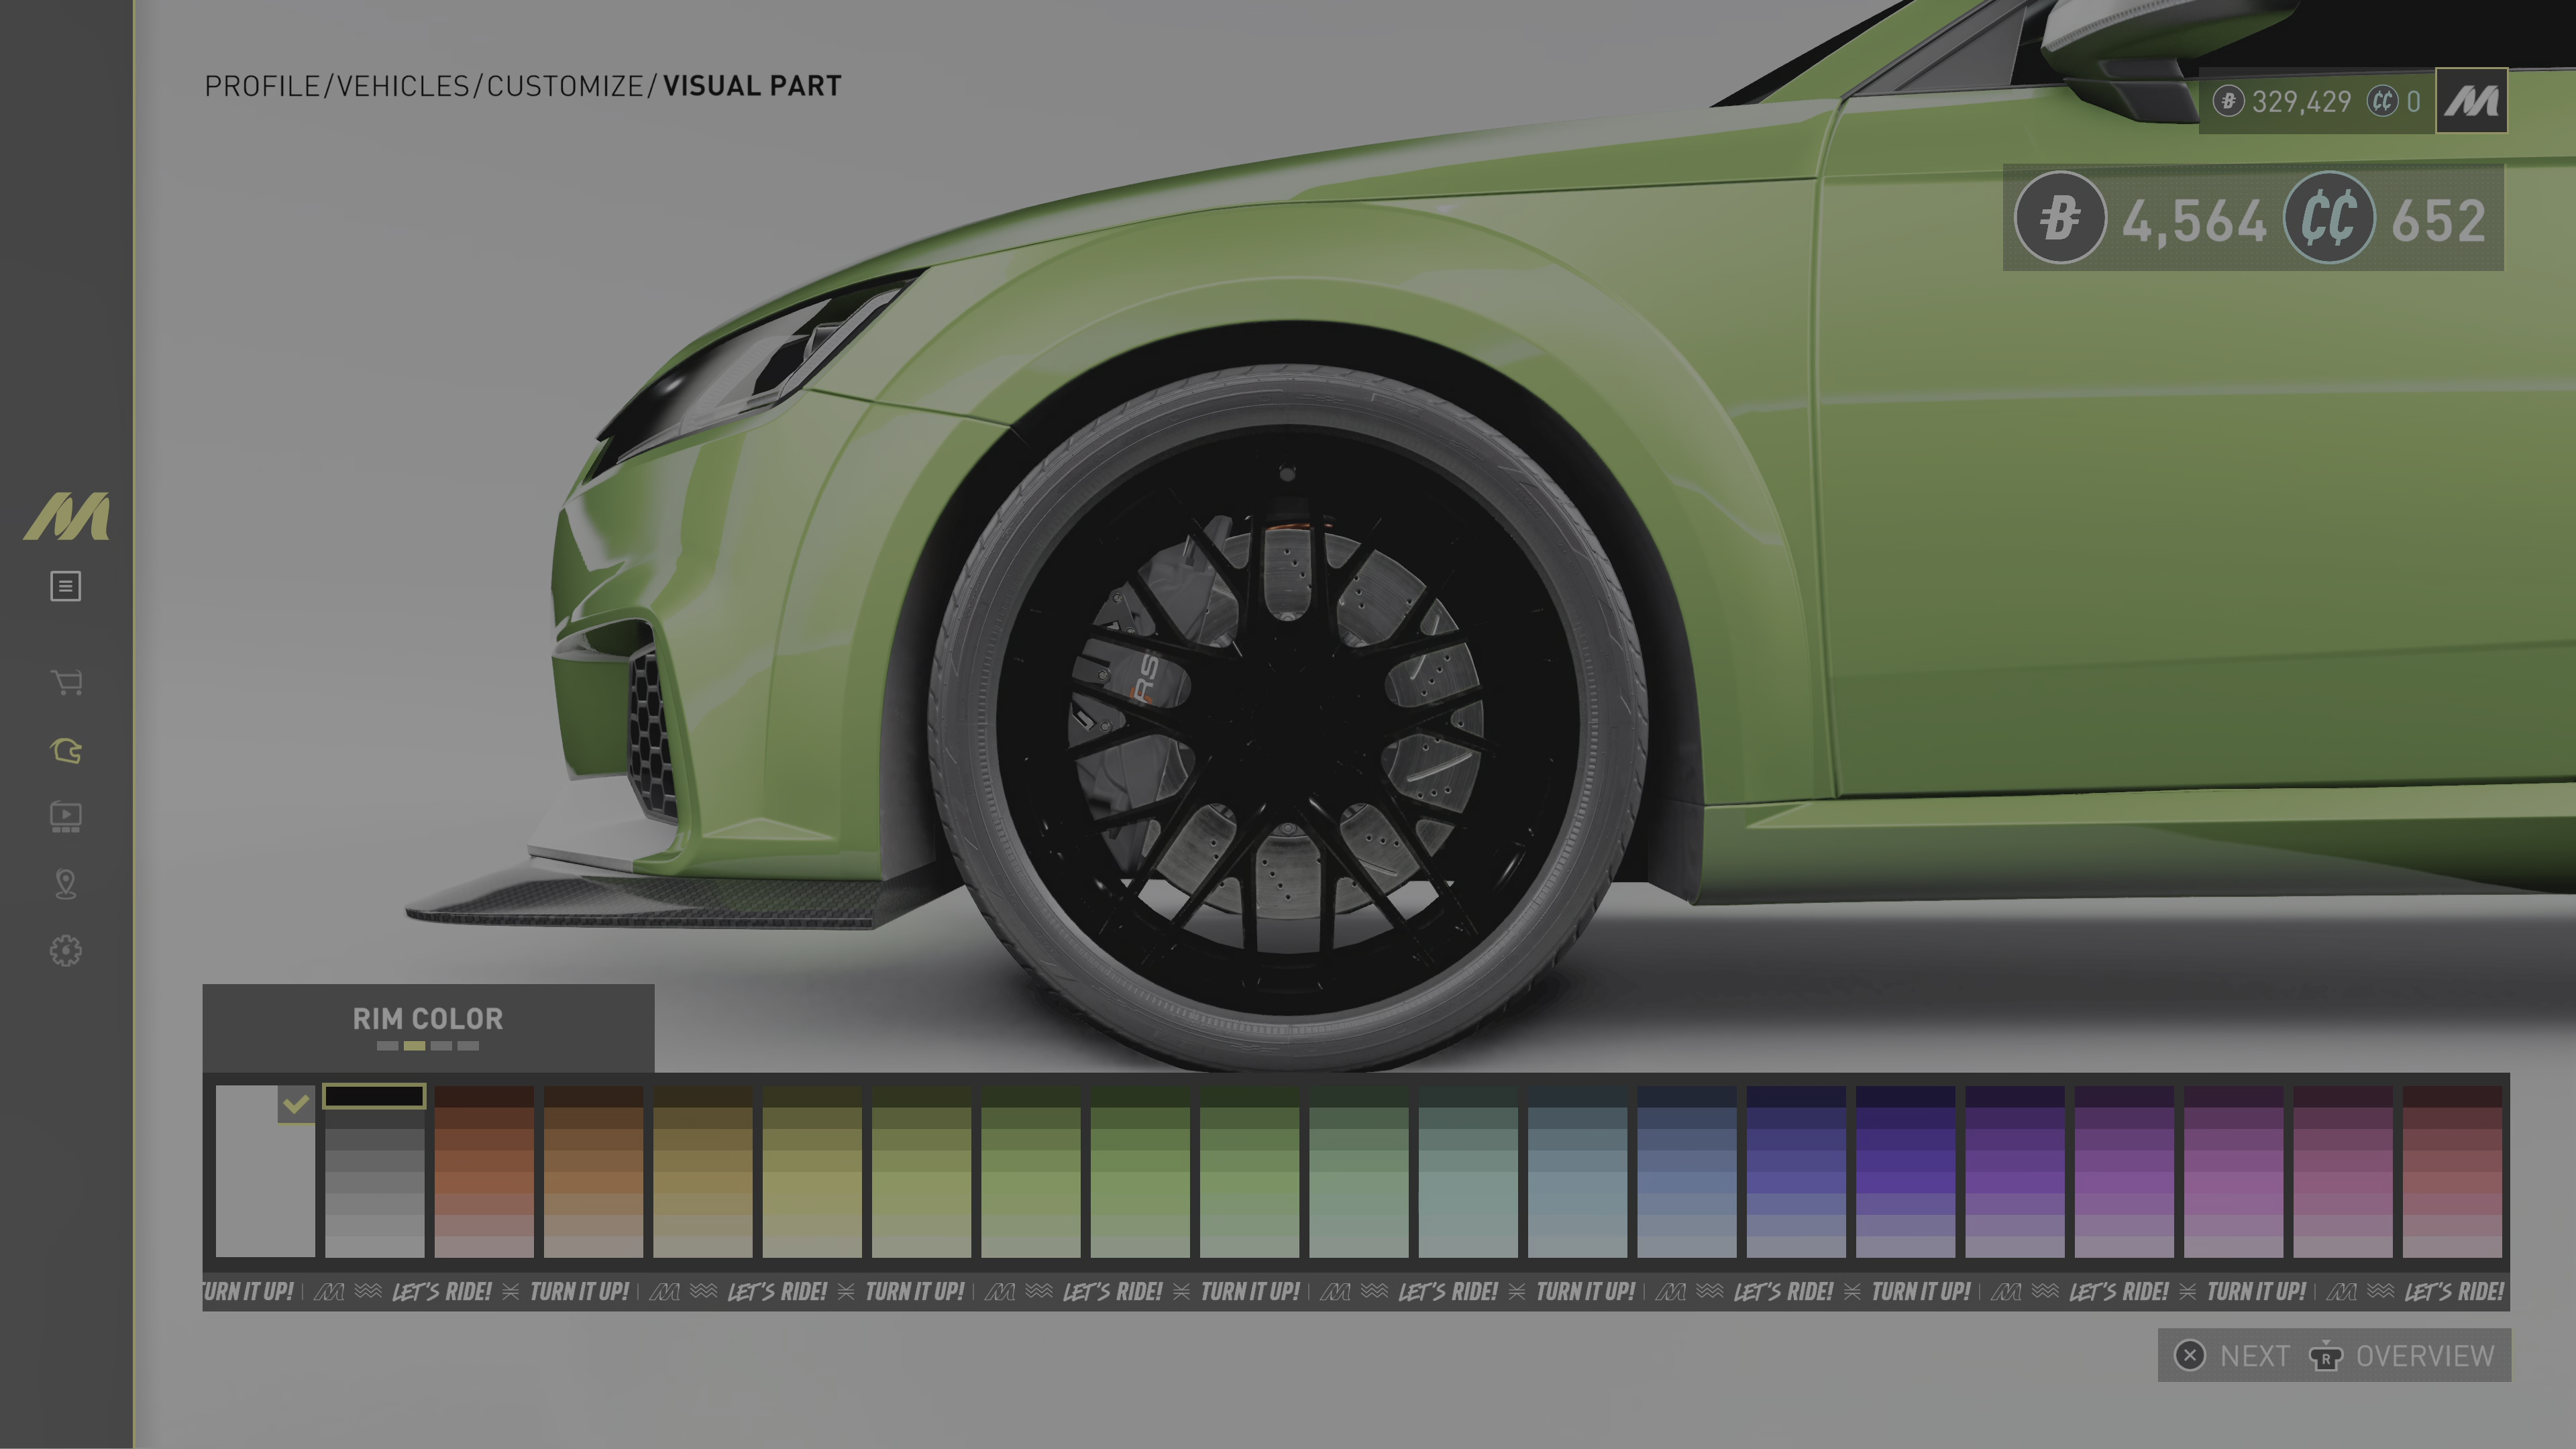 PROFILE/VEHICLES/CUSTOMIZE/VISUAL PART
329,429 0
4,564 652
RS
RIM COLOR
TURN IT UP! LET'S RIDE! TURN IT UP! LET'S RIDE! TURN IT UP! LET'S RIDE! TURN IT UP! LET'S RIDE! TURN IT UP! LET'S RIDE! TURN IT UP! LET'S RIDE! TURN IT UP! LET'S RIDE!
NEXT R OVERVIEW